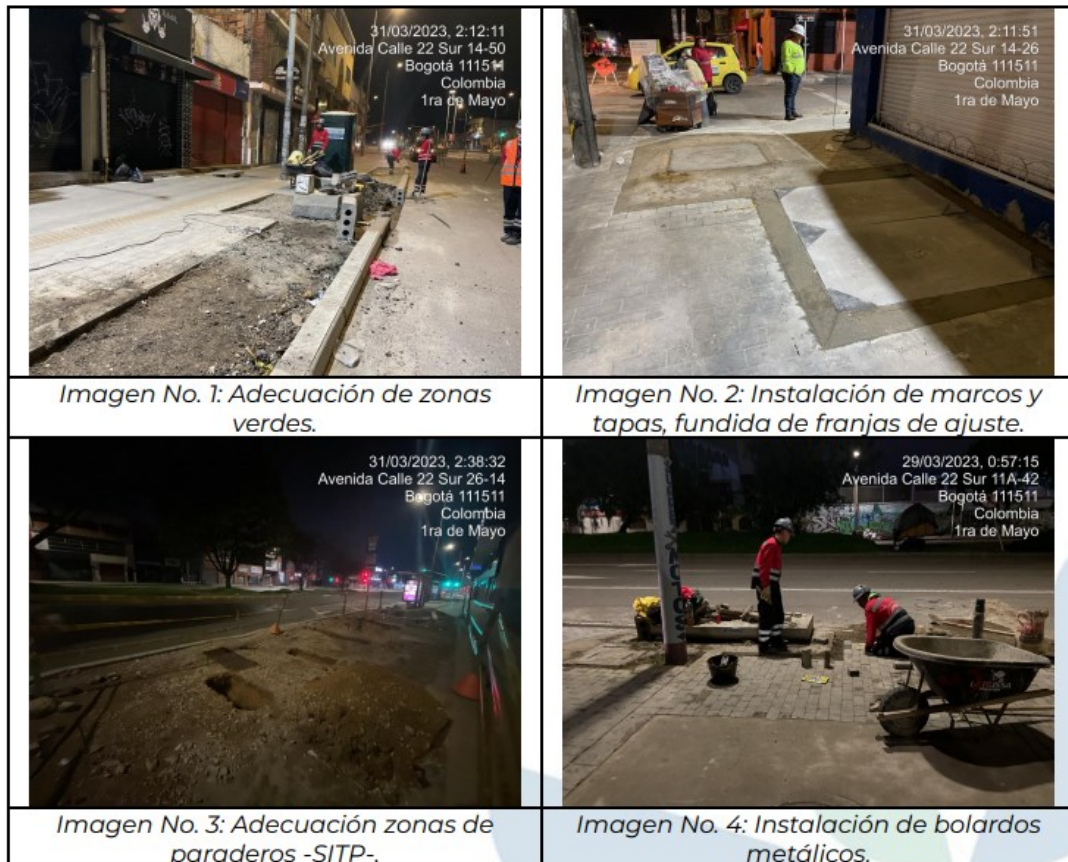 31/03/2023, 2:12:11
Avenida Calle 22 Sur 14-50
Bogotá 111511
Colombia
1ra de Mayo
31/03/2023, 2:11:51
Avenida Calle 22 Sur 14-26
Bogotá 111511
Colombia
1ra de Mayo
Imagen No. 1: Adecuación de zonas
verdes.
Imagen No. 2: Instalación de marcos y
tapas, fundida de franjas de ajuste.
31/03/2023, 2:38:32
Avenida Calle 22 Sur 26-14
Bogotá 111511
Colombia
1ra de Mayo
29/03/2023, 0:57:15
Avenida Calle 22 Sur 11A-42
Bogotá 111511
Colombia
1ra de Mayo
Imagen No. 3: Adecuación zonas de
paraderos -SITP-.
Imagen No. 4: Instalación de bolardos
metálicos.